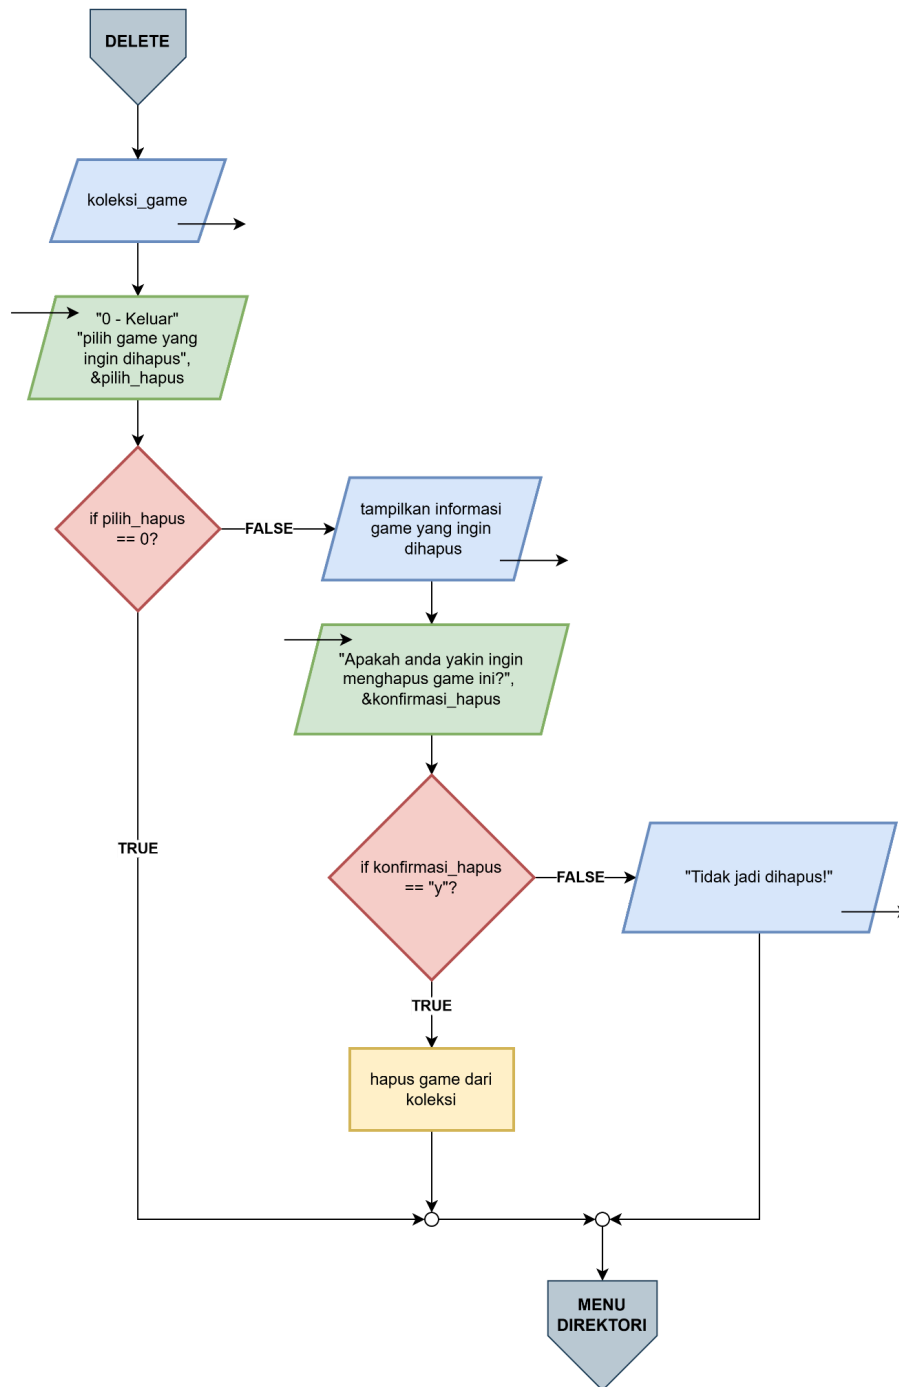 DELETE
koleksi_game
"0 - Keluar"
"pilih game yang
ingin dihapus",
&pilih_hapus
if pilih_hapus
== 0?
FALSE
tampilkan informasi
game yang ingin
dihapus
"Apakah anda yakin ingin
menghapus game ini?",
&konfirmasi_hapus
TRUE
if konfirmasi_hapus
== "y"?
FALSE
"Tidak jadi dihapus!"
TRUE
hapus game dari
koleksi
MENU
DIREKTORI